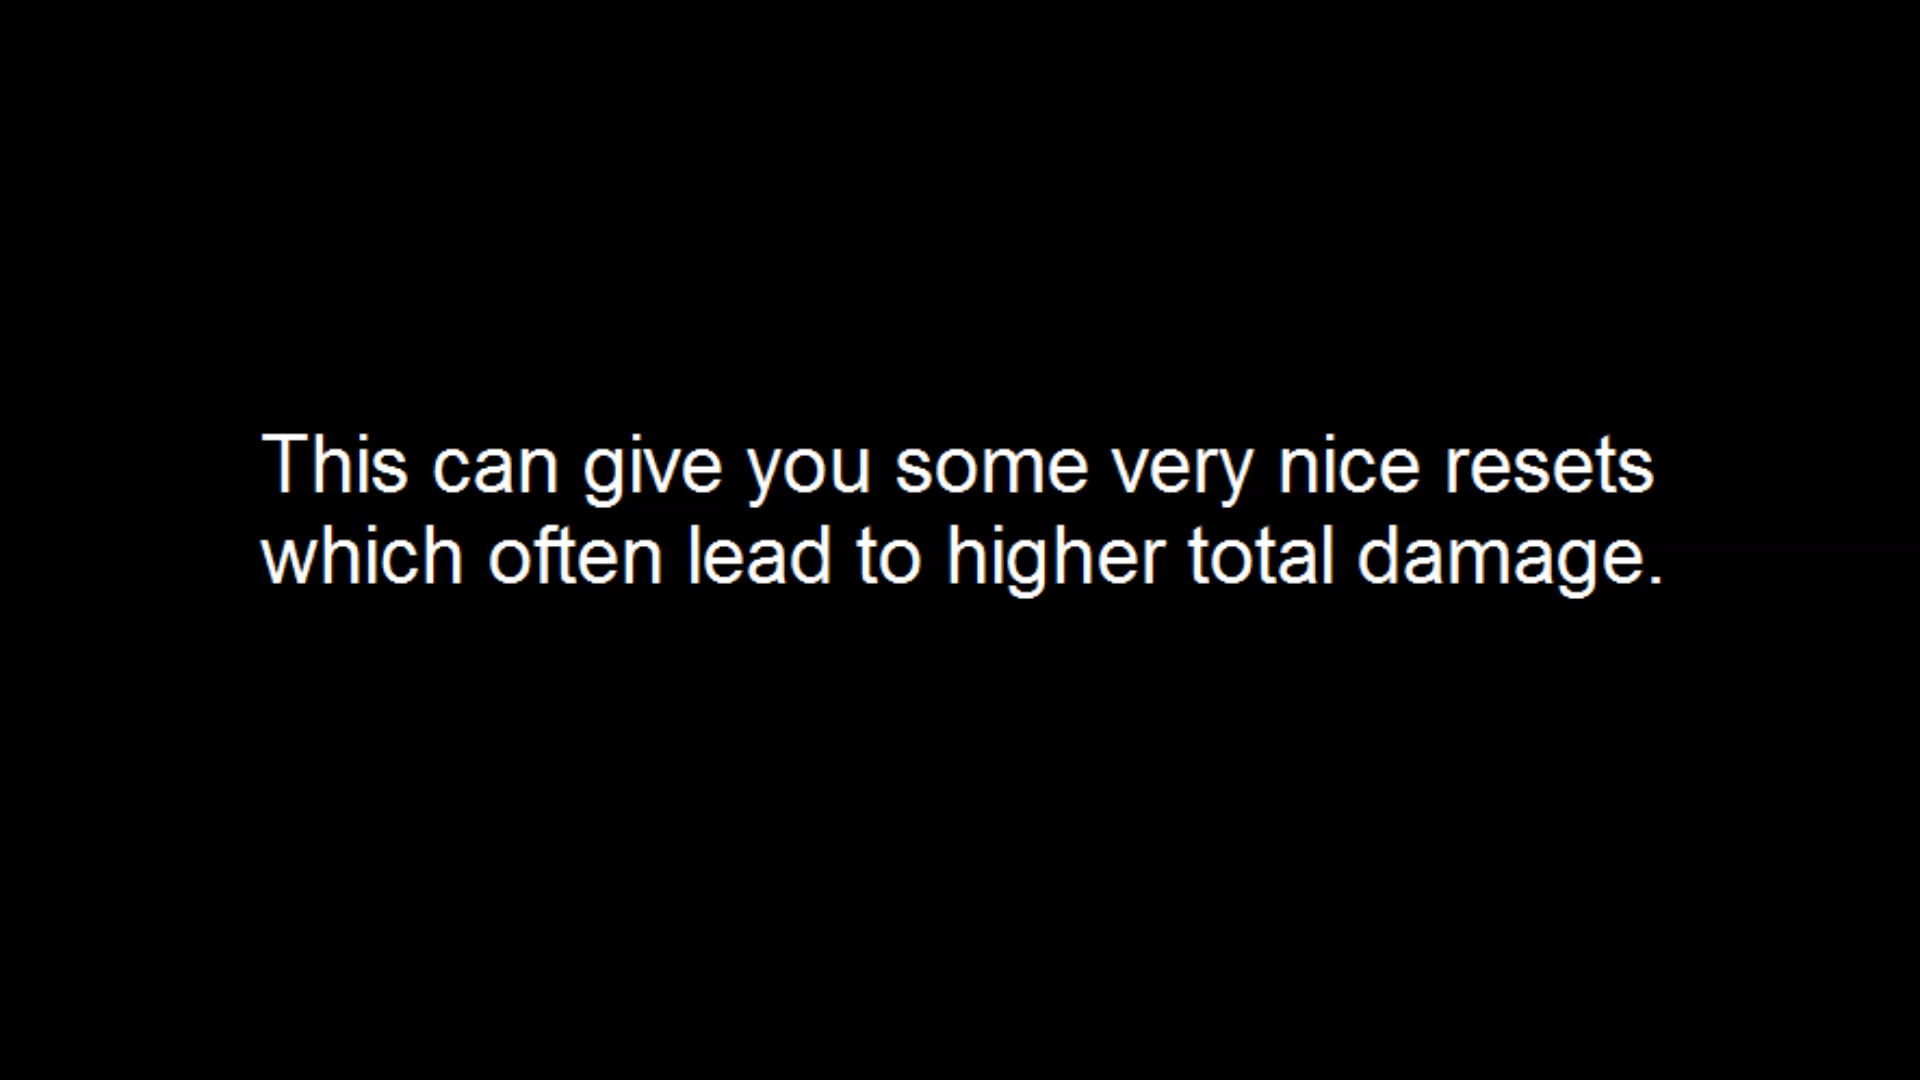 This can give you some very nice resets
which often lead to higher total damage.